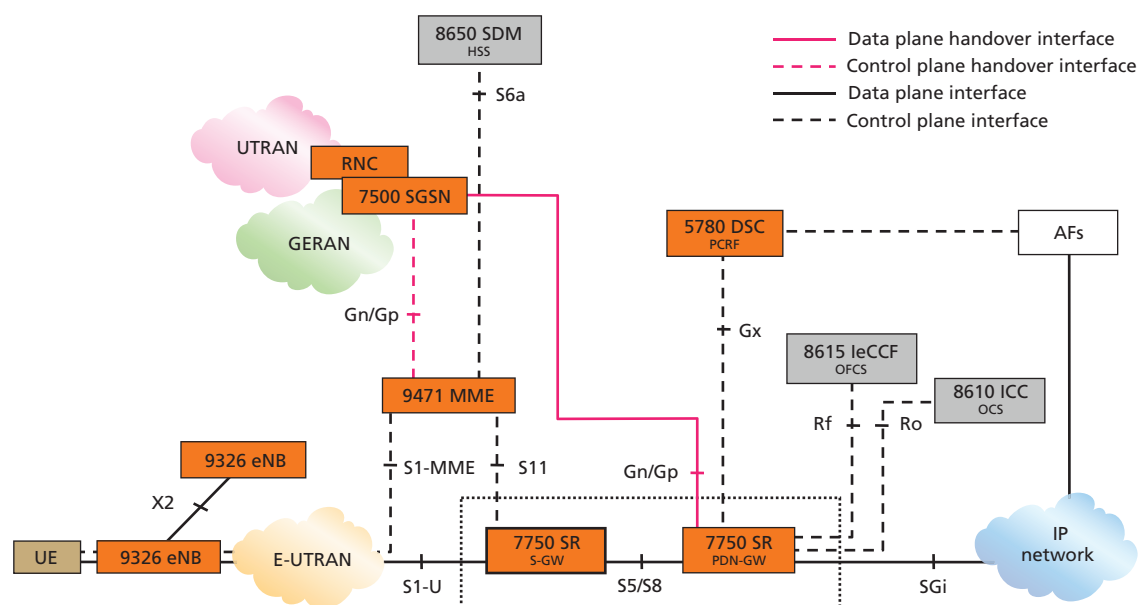 8650 SDM
HSS
Data plane handover interface
Control plane handover interface
Data plane interface
Control plane interface
S6a
UTRAN
RNC
7500 SGSN
GERAN
5780 DSC
PCRF
AFs
Gn/Gp
Gx
8615 IeCCF
OFCS
8610 ICC
OCS
9471 MME
Rf
Ro
9326 eNB
S1-MME
S11
Gn/Gp
X2
UE
9326 eNB
E-UTRAN
7750 SR
S-GW
7750 SR
PDN-GW
IP
network
S1-U
S5/S8
SGi